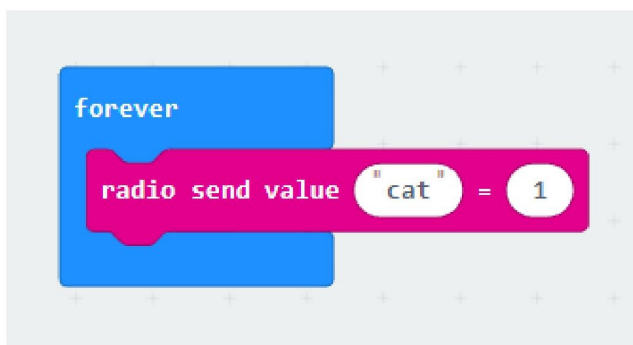 forever
radio send value "cat" = 1